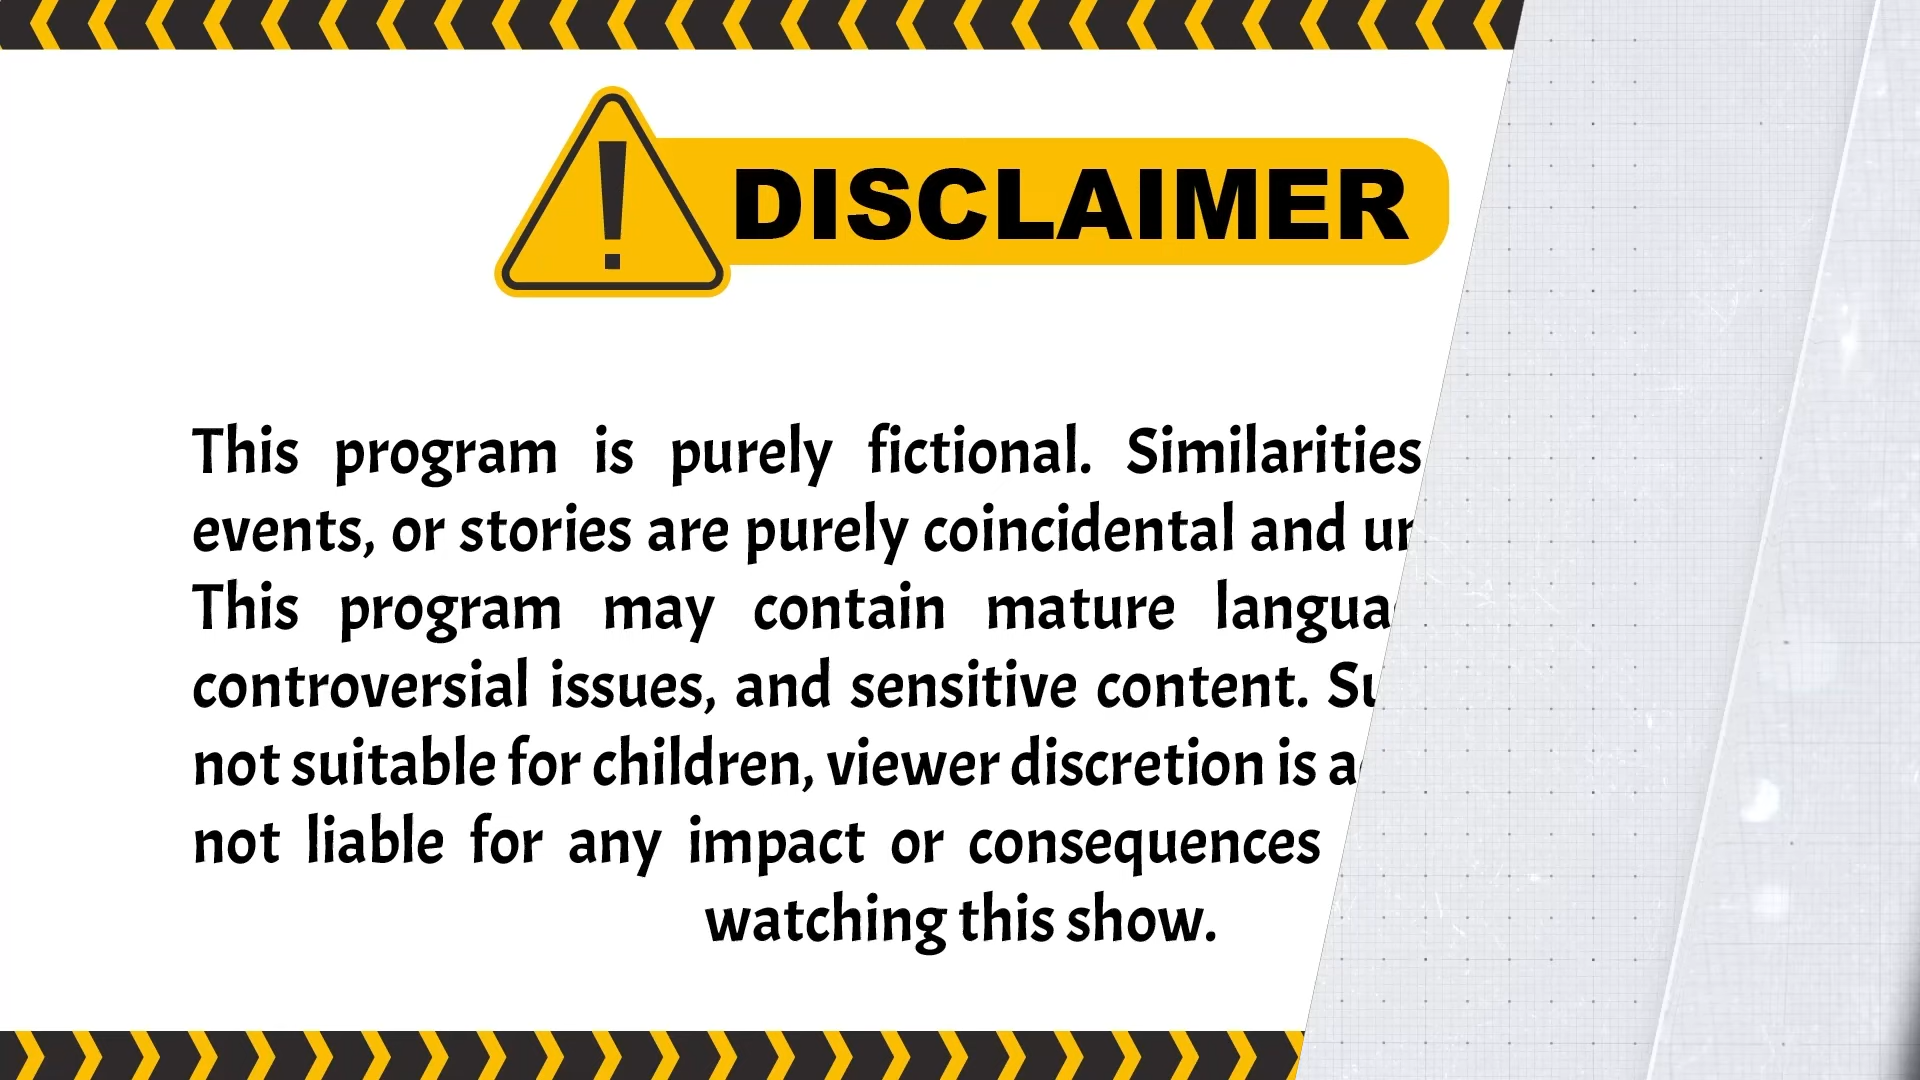 DISCLAIMER
This program is purely fictional. Similarities
events, or stories are purely coincidental and
This program may contain mature
controversial issues, and sensitive content.
not suitable for children, viewer discretion is
not liable for any impact or consequences
watching this show.